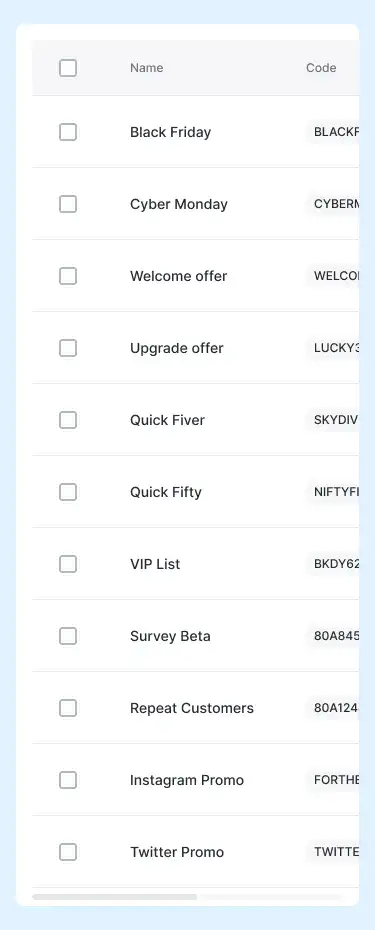 Name Code
Black Friday BLACKF
Cyber Monday CYBERM
Welcome offer WELCO
Upgrade offer LUCKY3
Quick Fiver SKYDIV
Quick Fifty NIFTYF
VIP List BKDY62
Survey Beta 80A845
Repeat Customers 80A124
Instagram Promo FORTHE
Twitter Promo TWITTE